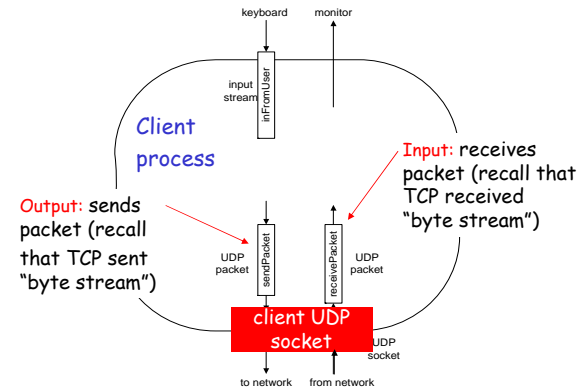 keyboard
monitor
input
stream
inFromUser
Client
process
Input: receives
packet (recall that
TCP received
“byte stream”)
Output: sends
packet (recall
that TCP sent
“byte stream”)
UDP
packet
sendPacket
receivePacket
UDP
packet
client UDP
socket
UDP
socket
to network
from network